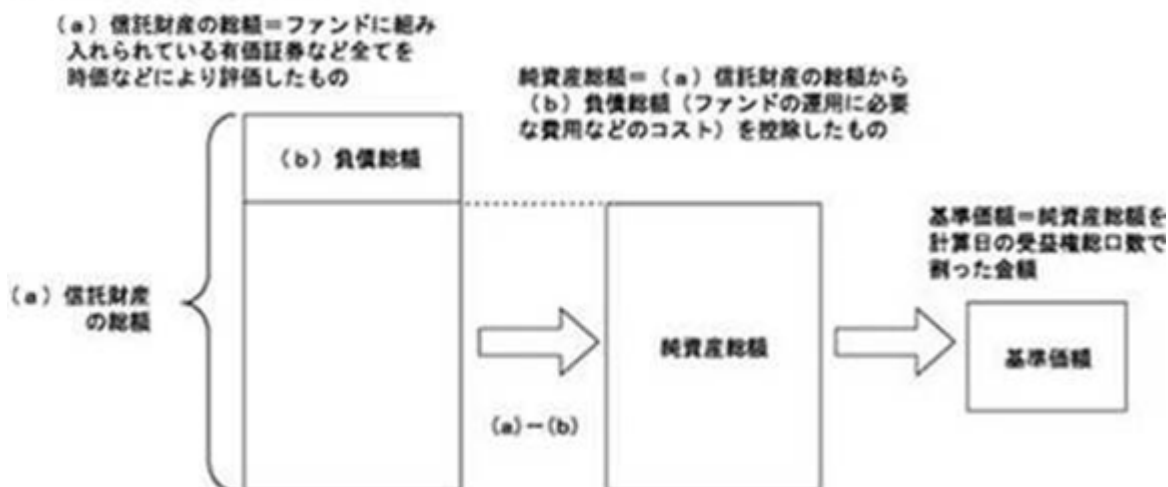 (a)信託財産の総額=ファンドに組み
入れられている有価証券など全てを
時価などにより評価したもの
純資産総額=(a)信託財産の総額から
(b)負債総額(ファンドの運用に必要
な費用などのコスト)を控除したもの
(b)負債総額
基準価額=純資産総額を
計算日の受益権総口数で
割った金額
(a)信託財産
の総額
純資産総額
基準価額
(a)-(b)